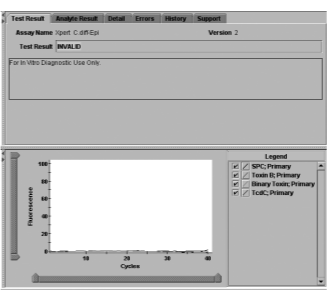 Test Result Analyte Result Detail Errors History Support
Assay Name Xpert C.diff-Epi Version 2
Test Result INVALID
For In Vitro Diagnostic Use Only.
Legend
SPC; Primary
Toxin B; Primary
Binary Toxin; Primary
TcdC; Primary
Fluorescence
100
80
60
40
20
0
10 20 30 40
Cycles